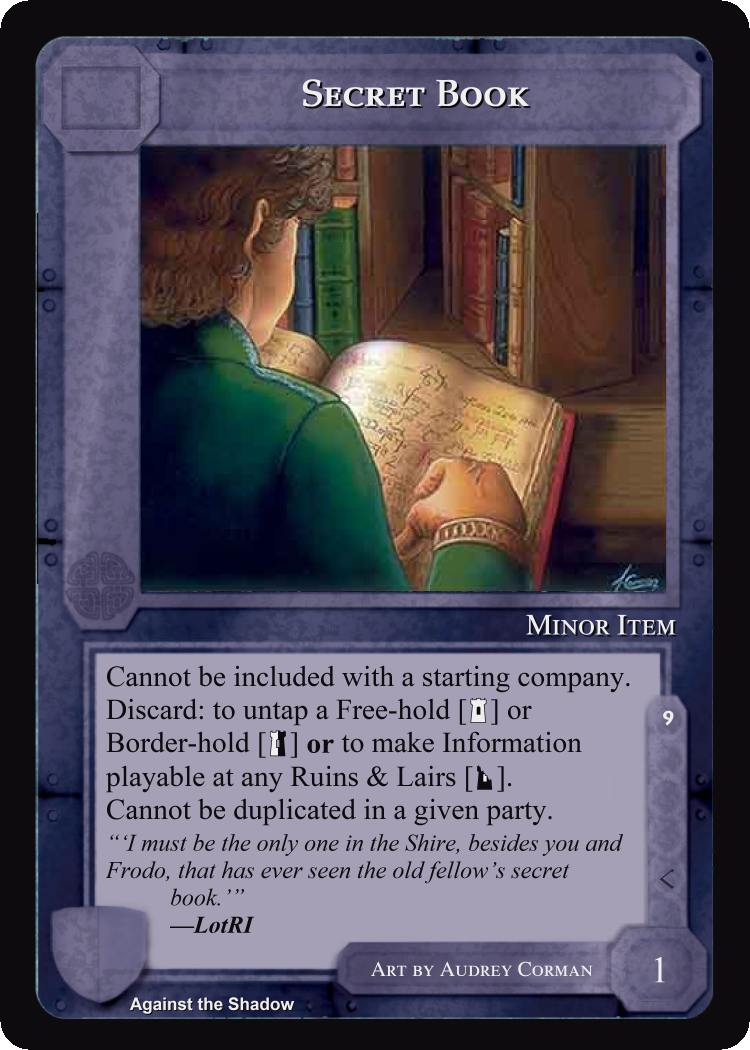 Secret Book
Minor Item
Cannot be included with a starting company.
Discard: to untap a Free-hold [] or
Border-hold [] or to make Information
playable at any Ruins & Lairs [].
Cannot be duplicated in a given party.
“‘I must be the only one in the Shire, besides you and
Frodo, that has ever seen the old fellow’s secret
book.’”
—LotRI
9
<
Art by Audrey Corman
1
Against the Shadow